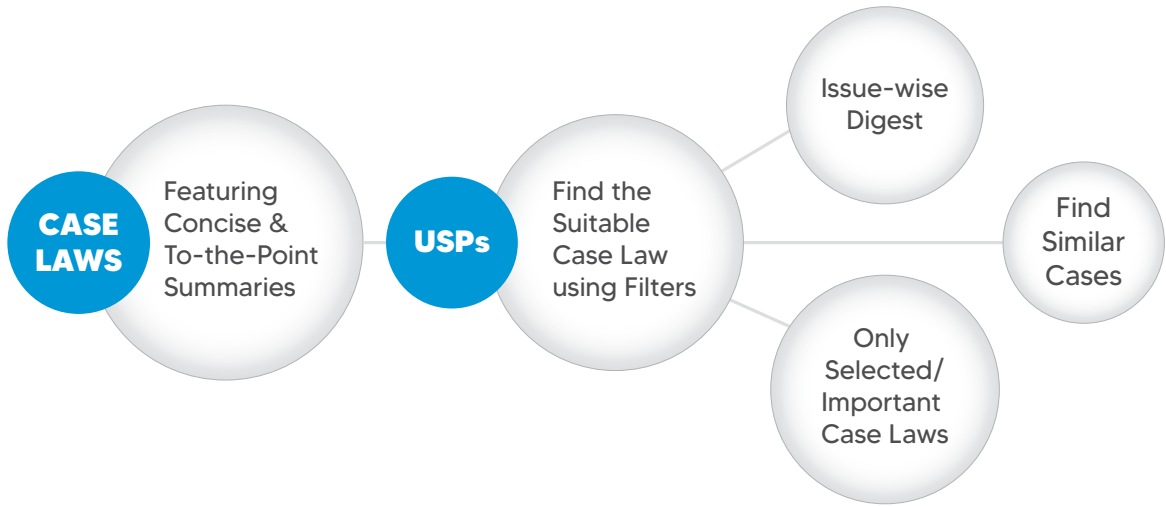 CASE
LAWS
Featuring
Concise &
To-the-Point
Summaries
USPs
Find the
Suitable
Case Law
using Filters
Issue-wise
Digest
Find
Similar
Cases
Only
Selected/
Important
Case Laws